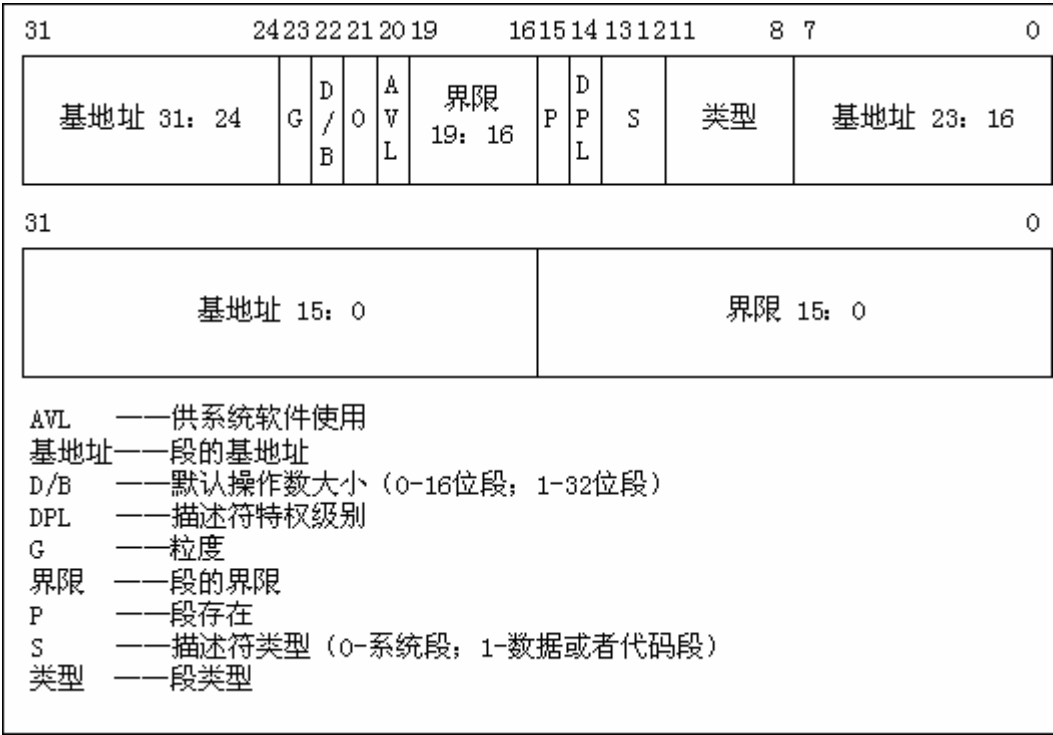 31 24 23 22 21 20 19 16 15 14 13 12 11 8 7 0
基地址 31：24 G D/B 0 AVL 界限 19：16 P DPL S 类型 基地址 23：16
31 0
基地址 15：0 界限 15：0
AVL ——供系统软件使用
基地址——段的基地址
D/B ——默认操作数大小（0-16位段；1-32位段）
DPL ——描述符特权级别
G ——粒度
界限 ——段的界限
P ——段存在
S ——描述符类型（0-系统段；1-数据或者代码段）
类型 ——段类型